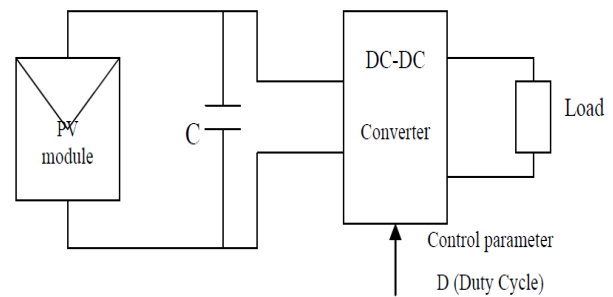 PV
module
C
DC-DC
Converter
Load
Control parameter
D (Duty Cycle)